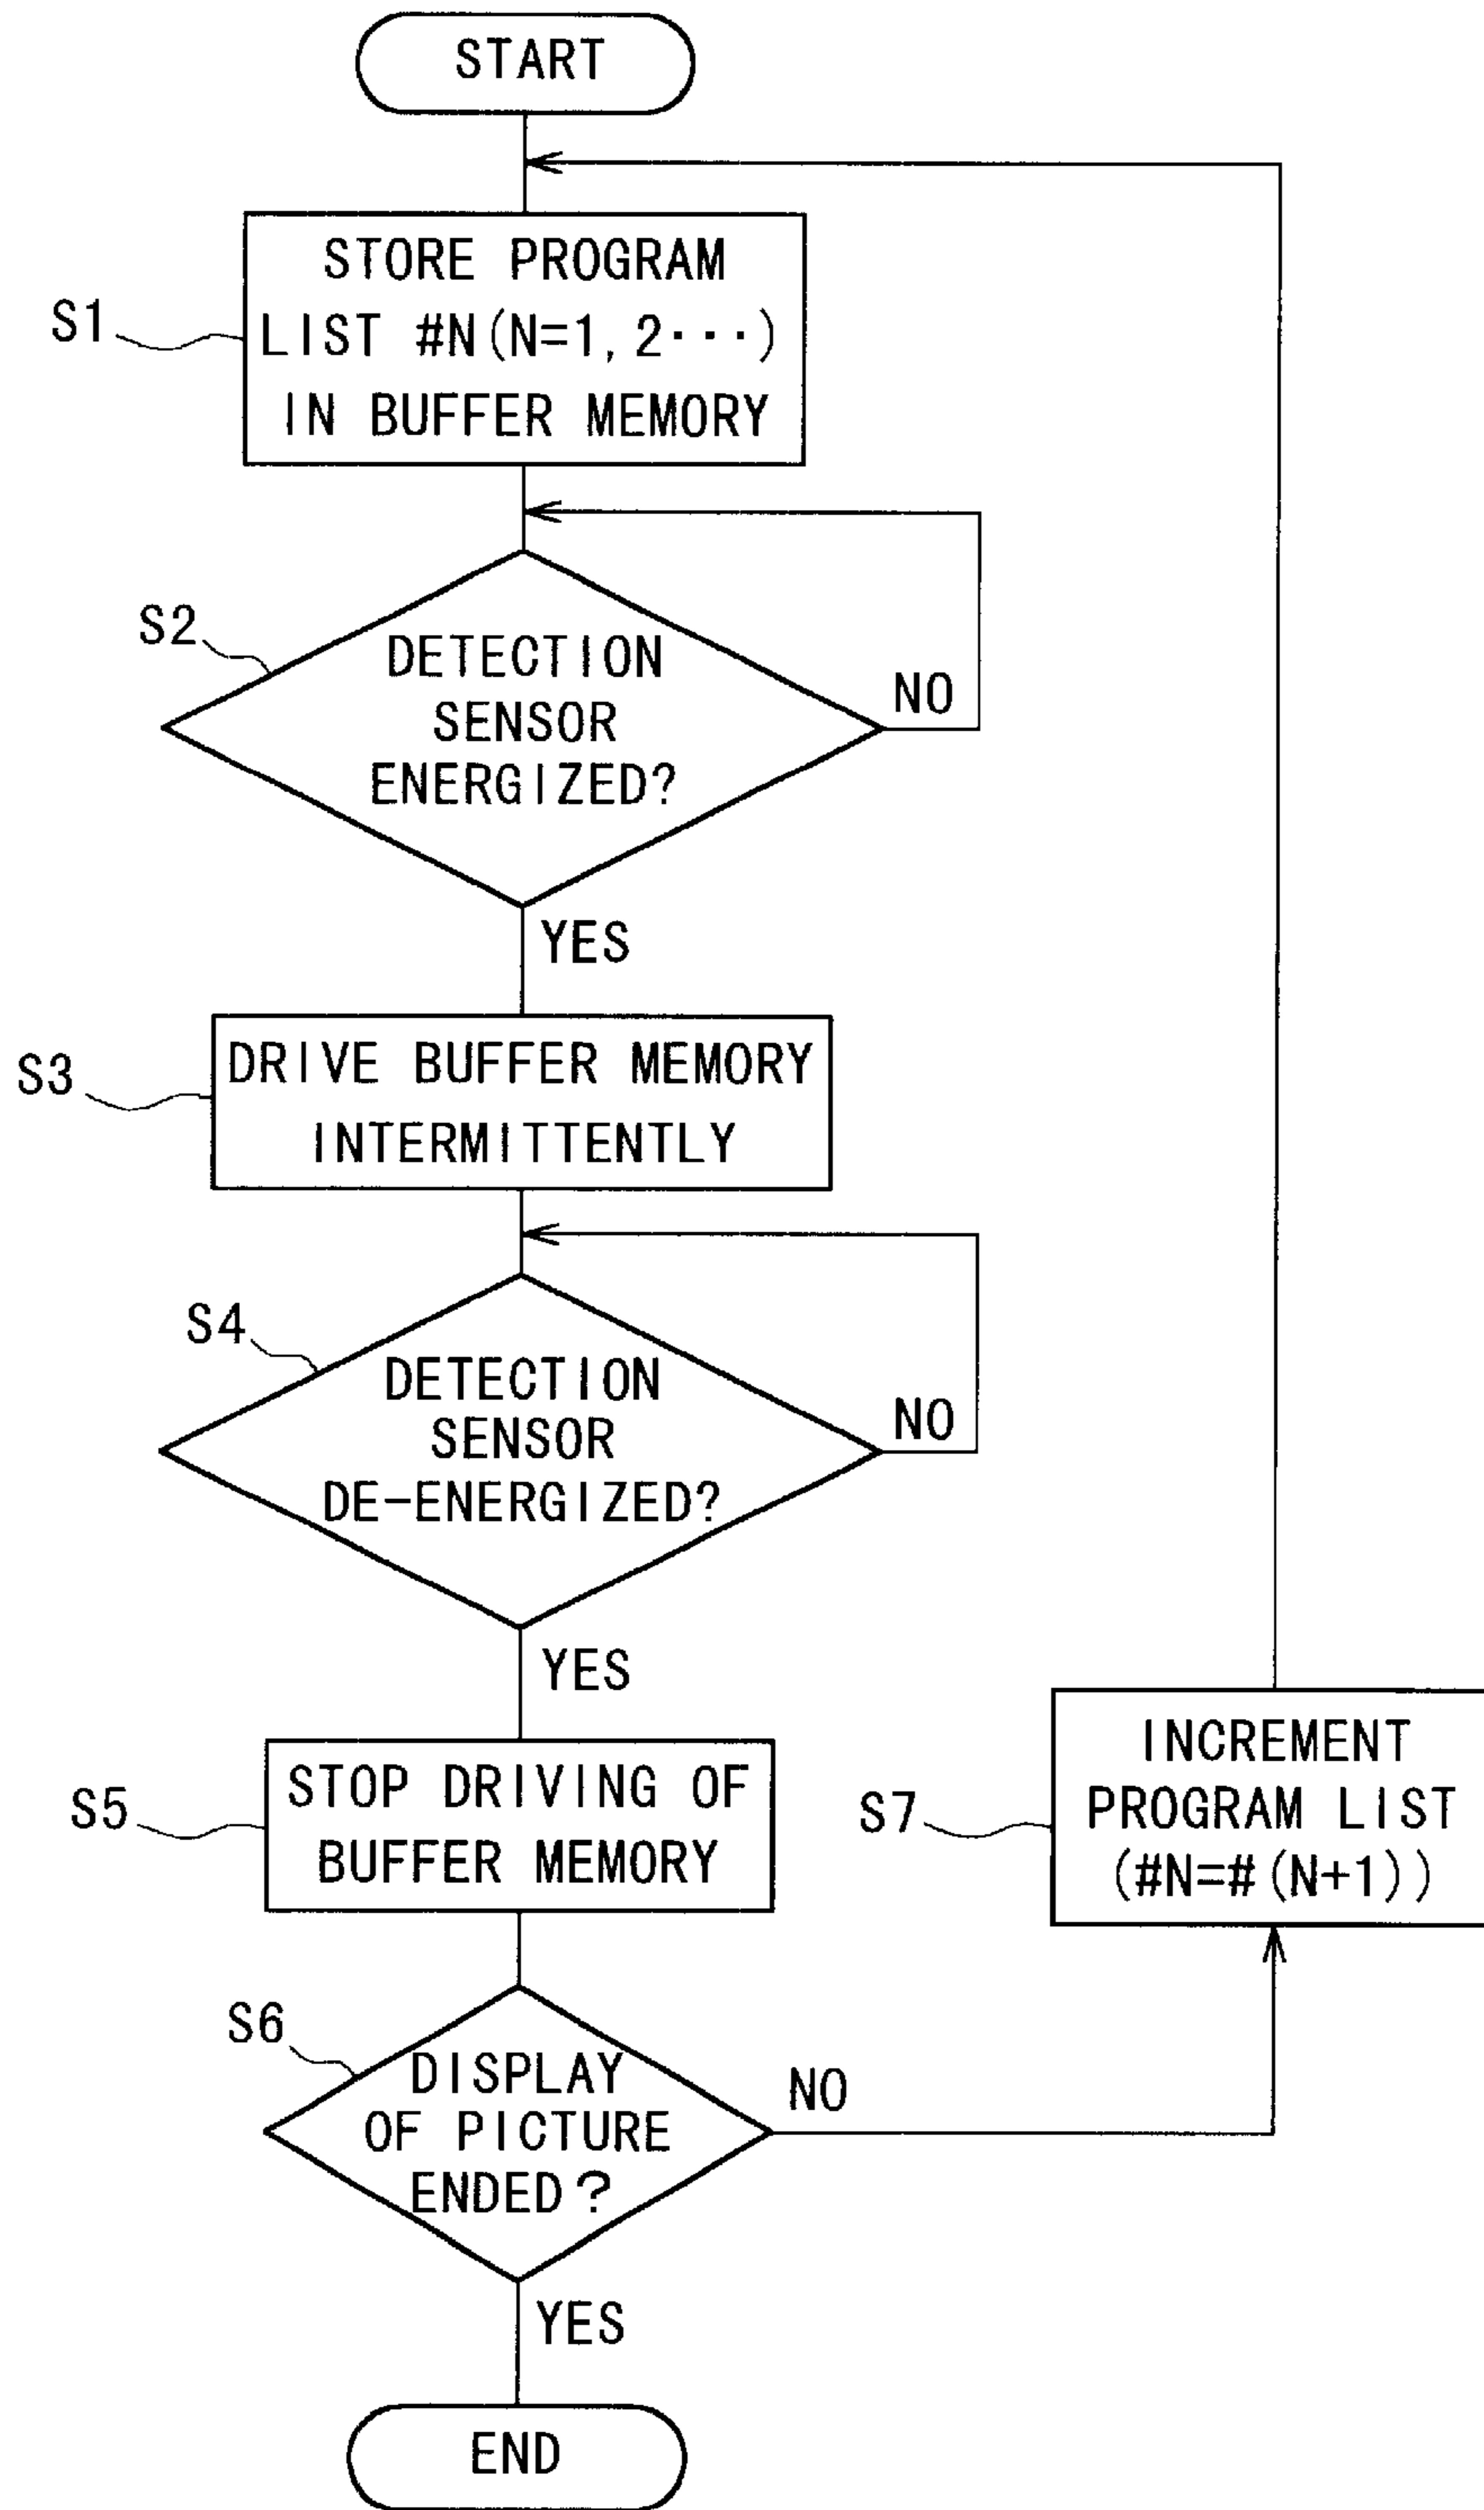 START
S1
STORE PROGRAM
LIST #N(N=1, 2···)
IN BUFFER MEMORY
S2
DETECTION
SENSOR
ENERGIZED?
NO
YES
S3
DRIVE BUFFER MEMORY
INTERMITTENTLY
S4
DETECTION
SENSOR
DE-ENERGIZED?
NO
YES
S5
STOP DRIVING OF
BUFFER MEMORY
S7
INCREMENT
PROGRAM LIST
(#N=#(N+1))
S6
DISPLAY
OF PICTURE
ENDED?
NO
YES
END